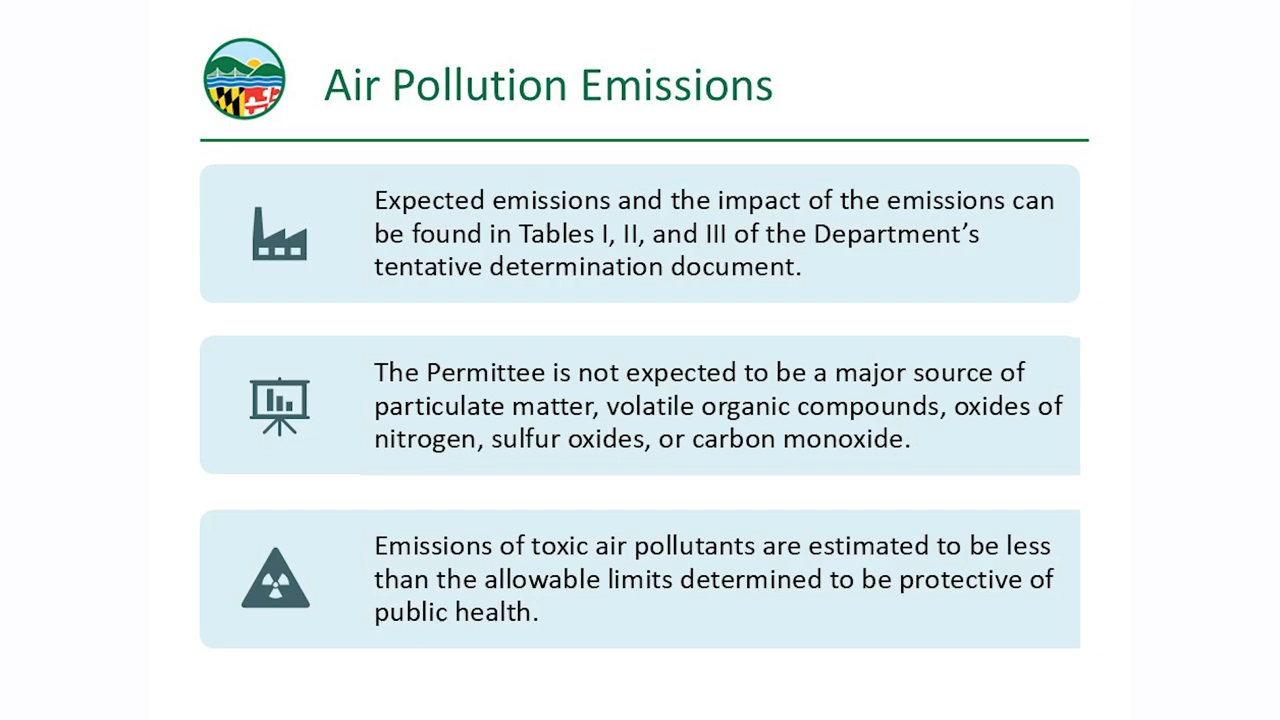 Air Pollution Emissions
Expected emissions and the impact of the emissions can
be found in Tables I, II, and III of the Department’s
tentative determination document.
The Permittee is not expected to be a major source of
particulate matter, volatile organic compounds, oxides of
nitrogen, sulfur oxides, or carbon monoxide.
Emissions of toxic air pollutants are estimated to be less
than the allowable limits determined to be protective of
public health.